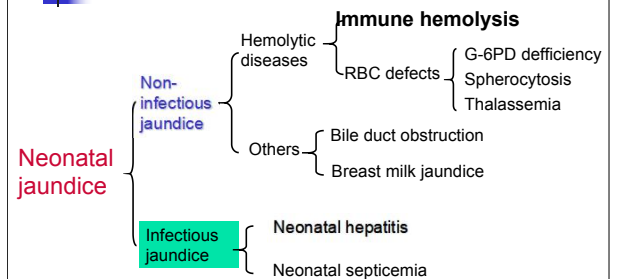 Immune hemolysis
Hemolytic
diseases
RBC defects
G-6PD defficiency
Spherocytosis
Thalassemia
Non-
infectious
jaundice
Others
Bile duct obstruction
Breast milk jaundice
Neonatal
jaundice
Infectious
jaundice
Neonatal hepatitis
Neonatal septicemia